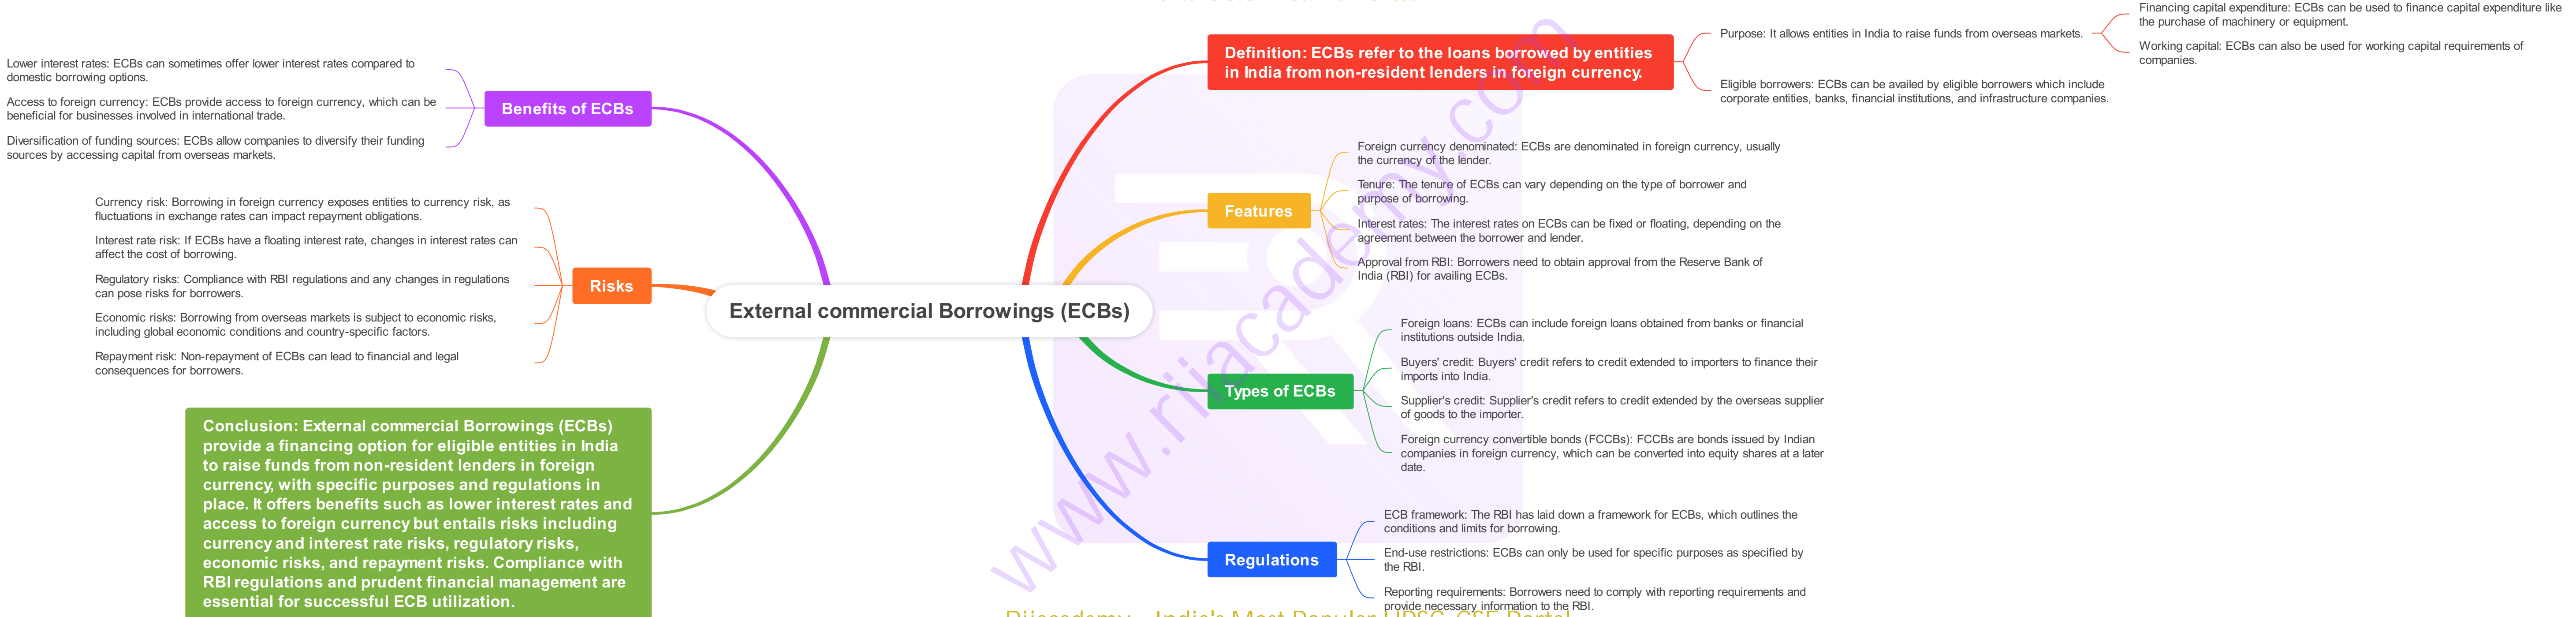 Definition: ECBs refer to the loans borrowed by entities
in India from non-resident lenders in foreign currency.
Purpose: It allows entities in India to raise funds from overseas markets.
Financing capital expenditure: ECBs can be used to finance capital expenditure like
the purchase of machinery or equipment.
Working capital: ECBs can also be used for working capital requirements of
companies.
Eligible borrowers: ECBs can be availed by eligible borrowers which include
corporate entities, banks, financial institutions, and infrastructure companies.
Benefits of ECBs
Lower interest rates: ECBs can sometimes offer lower interest rates compared to
domestic borrowing options.
Access to foreign currency: ECBs provide access to foreign currency, which can be
beneficial for businesses involved in international trade.
Diversification of funding sources: ECBs allow companies to diversify their funding
sources by accessing capital from overseas markets.
Features
Foreign currency denominated: ECBs are denominated in foreign currency, usually
the currency of the lender.
Tenure: The tenure of ECBs can vary depending on the type of borrower and
purpose of borrowing.
Interest rates: The interest rates on ECBs can be fixed or floating, depending on the
agreement between the borrower and lender.
Approval from RBI: Borrowers need to obtain approval from the Reserve Bank of
India (RBI) for availing ECBs.
Risks
Currency risk: Borrowing in foreign currency exposes entities to currency risk, as
fluctuations in exchange rates can impact repayment obligations.
Interest rate risk: If ECBs have a floating interest rate, changes in interest rates can
affect the cost of borrowing.
Regulatory risks: Compliance with RBI regulations and any changes in regulations
can pose risks for borrowers.
Economic risks: Borrowing from overseas markets is subject to economic risks,
including global economic conditions and country-specific factors.
Repayment risk: Non-repayment of ECBs can lead to financial and legal
consequences for borrowers.
External commercial Borrowings (ECBs)
Types of ECBs
Foreign loans: ECBs can include foreign loans obtained from banks or financial
institutions outside India.
Buyers' credit: Buyers' credit refers to credit extended to importers to finance their
imports into India.
Supplier's credit: Supplier's credit refers to credit extended by the overseas supplier
of goods to the importer.
Foreign currency convertible bonds (FCCBs): FCCBs are bonds issued by Indian
companies in foreign currency, which can be converted into equity shares at a later
date.
Conclusion: External commercial Borrowings (ECBs)
provide a financing option for eligible entities in India
to raise funds from non-resident lenders in foreign
currency, with specific purposes and regulations in
place. It offers benefits such as lower interest rates and
access to foreign currency but entails risks including
currency and interest rate risks, regulatory risks,
economic risks, and repayment risks. Compliance with
RBI regulations and prudent financial management are
essential for successful ECB utilization.
Regulations
ECB framework: The RBI has laid down a framework for ECBs, which outlines the
conditions and limits for borrowing.
End-use restrictions: ECBs can only be used for specific purposes as specified by
the RBI.
Reporting requirements: Borrowers need to comply with reporting requirements and
provide necessary information to the RBI.
www.rijacademy.com
Rijacademy - India's Most Popular UPSC-CSE Portal